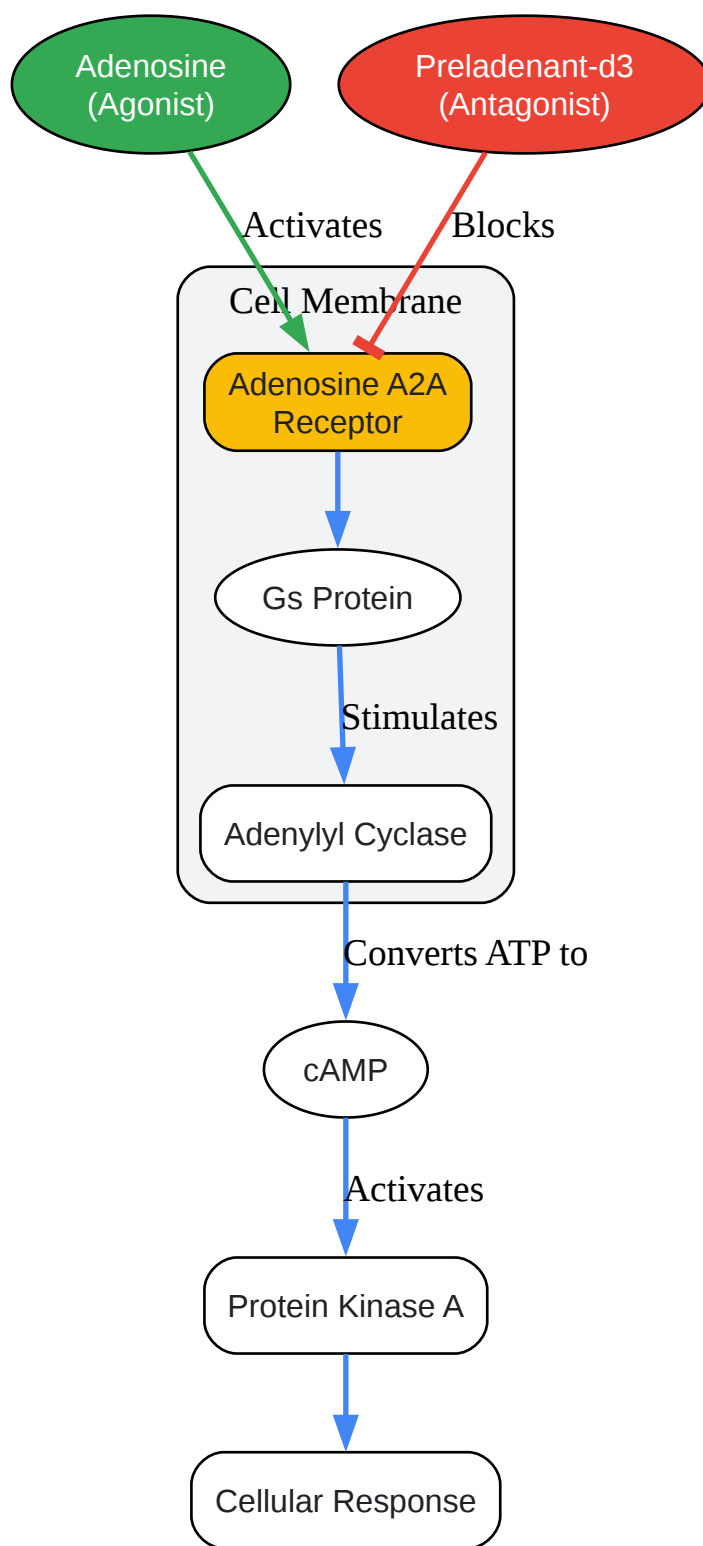 Adenosine
(Agonist)
Preladenant-d3
(Antagonist)
Activates
Blocks
Cell Membrane
Adenosine A2A
Receptor
Gs Protein
Stimulates
Adenylyl Cyclase
Converts ATP to
cAMP
Activates
Protein Kinase A
Cellular Response